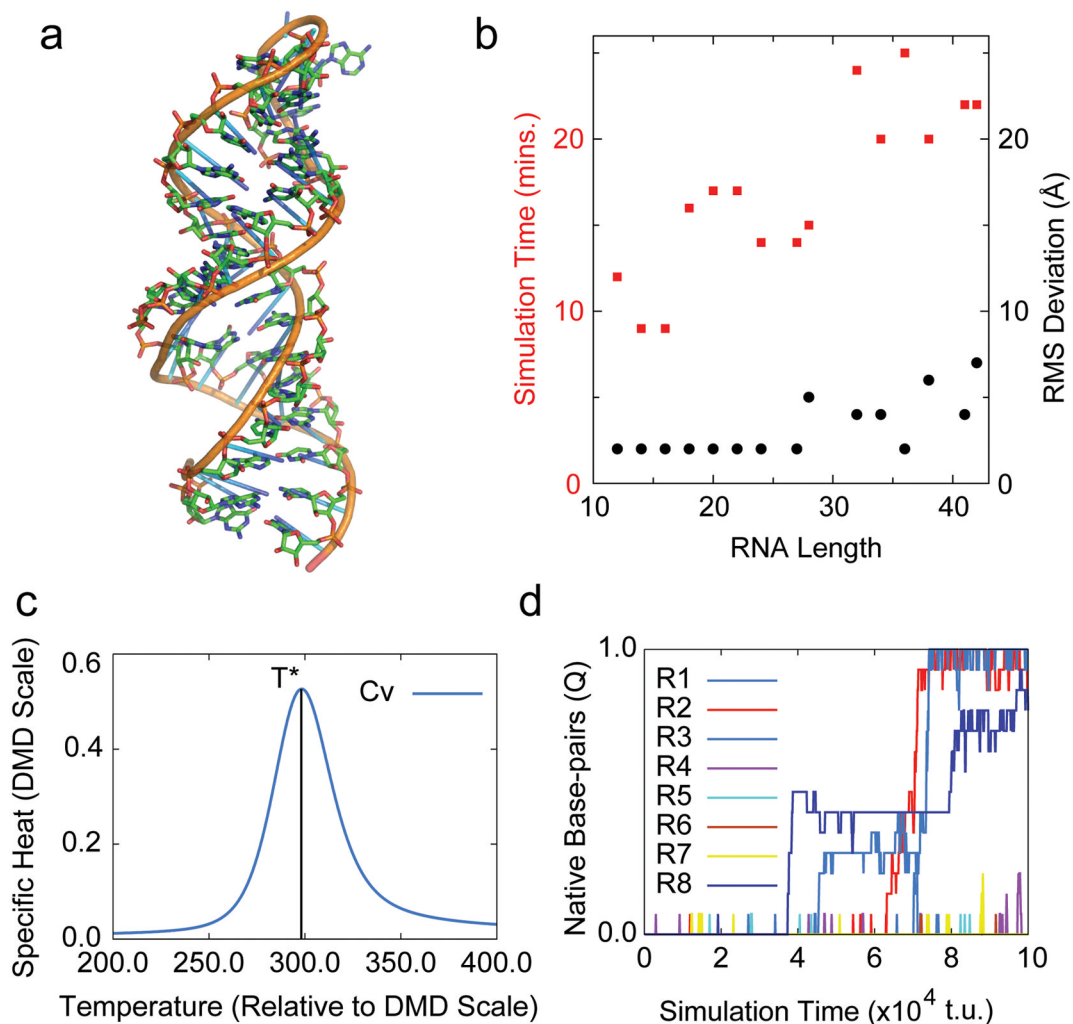 a
b
Simulation Time (mins.)
20
10
0
10
20
30
40
RNA Length
20
10
0
RMS Deviation (Å)
c
Specific Heat (DMD Scale)
0.6
0.4
0.2
0.0
T*
Cv
200.0
250.0
300.0
350.0
400.0
Temperature (Relative to DMD Scale)
d
Native Base-pairs (Q)
1.0
0.0
R1
R2
R3
R4
R5
R6
R7
R8
0
2
4
6
8
10
Simulation Time (x10⁴ t.u.)